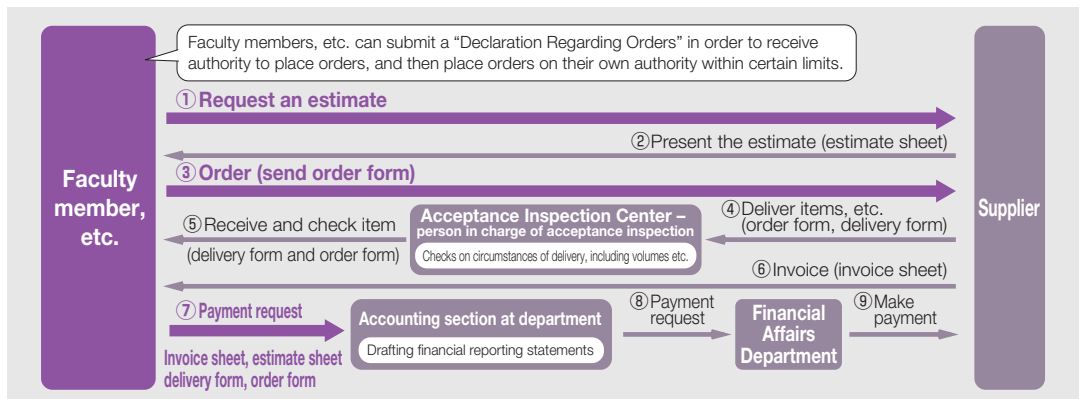 Faculty members, etc. can submit a “Declaration Regarding Orders” in order to receive
authority to place orders, and then place orders on their own authority within certain limits.
①Request an estimate
②Present the estimate (estimate sheet)
③Order (send order form)
Faculty
member,
etc.
Supplier
④Deliver items, etc.
(order form, delivery form)
Acceptance Inspection Center –
person in charge of acceptance inspection
Checks on circumstances of delivery, including volumes etc.
⑤Receive and check item
(delivery form and order form)
⑥Invoice (invoice sheet)
⑦Payment request
Invoice sheet, estimate sheet
delivery form, order form
Accounting section at department
Drafting financial reporting statements
⑧Payment
request
Financial
Affairs
Department
⑨Make
payment